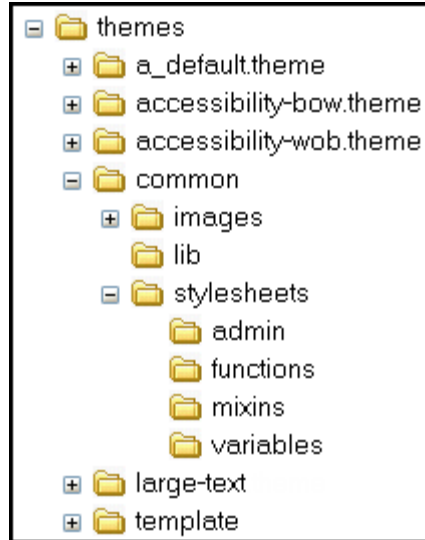 themes
a_default.theme
accessibility-bow.theme
accessibility-wob.theme
common
images
lib
stylesheets
admin
functions
mixins
variables
large-text
template